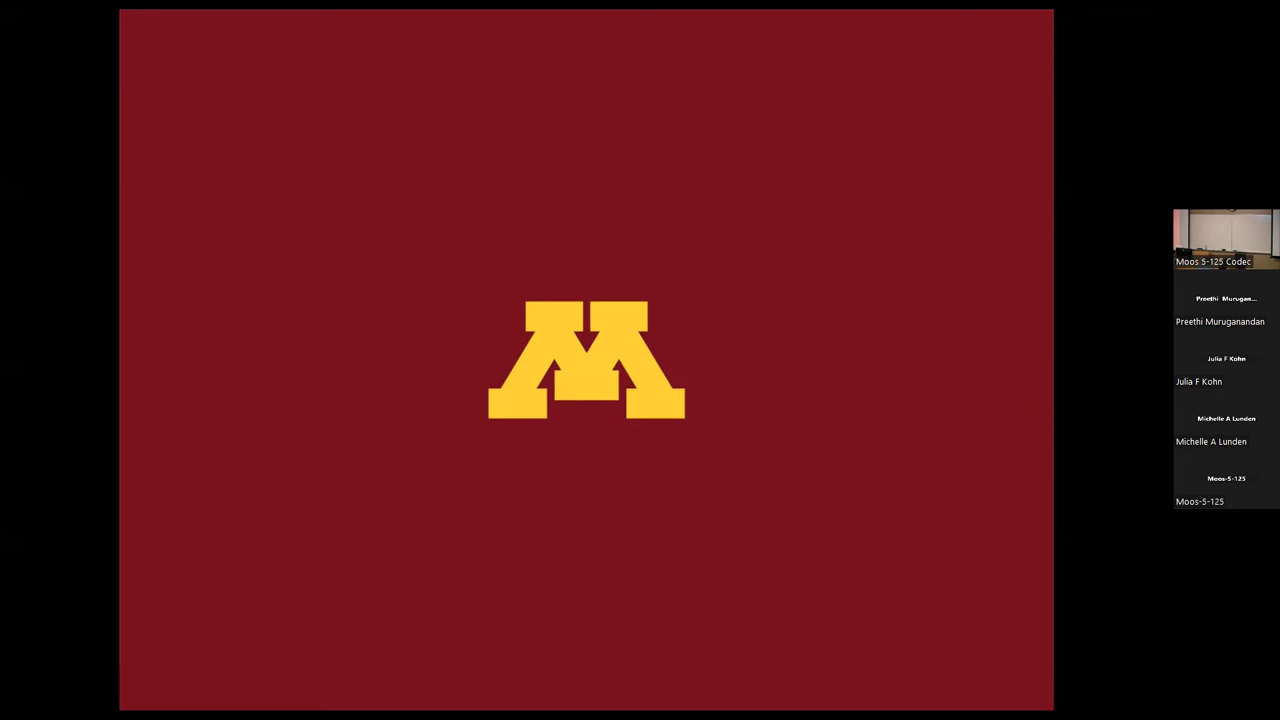 M
Moos 5-125 Codec
Preethi Murugan...
Preethi Muruganandan
Julia F Kohn
Julia F Kohn
Michelle A Lunden
Michelle A Lunden
Moos-5-125
Moos-5-125